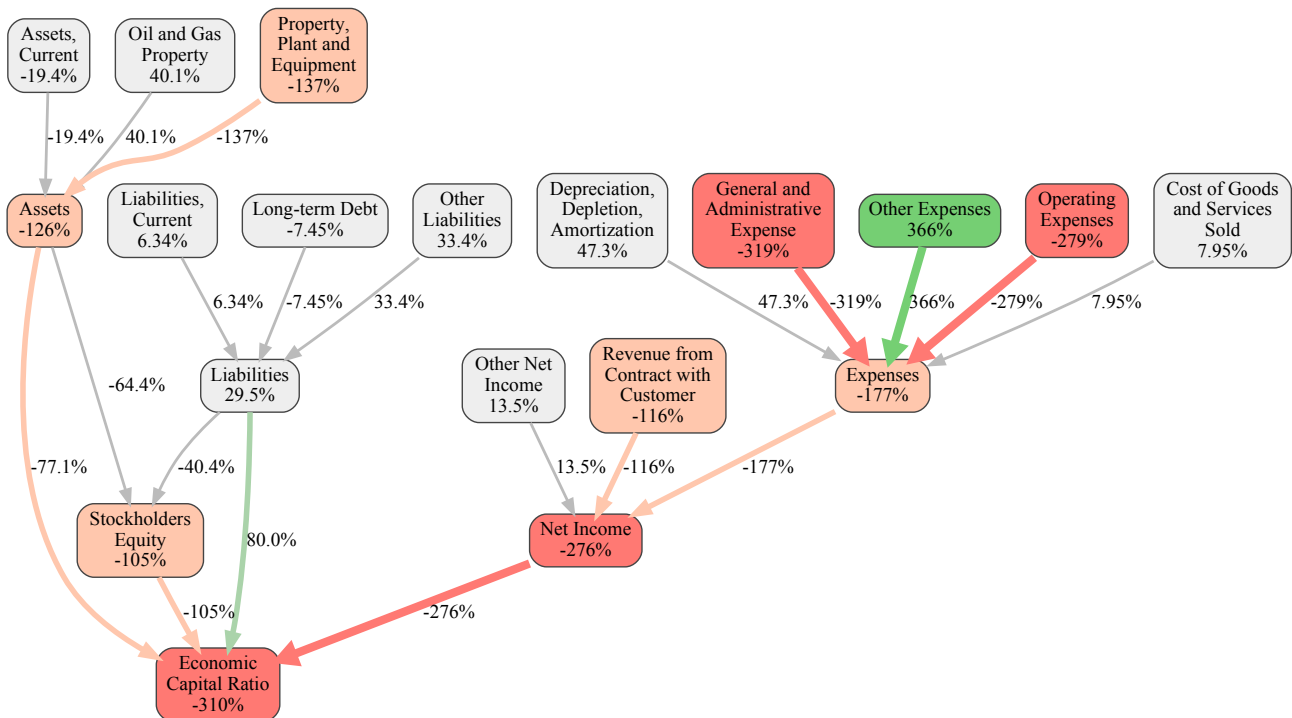 Assets,
Current
-19.4%
Oil and Gas
Property
40.1%
Property,
Plant and
Equipment
-137%
-19.4%
40.1%
-137%
Assets
-126%
Liabilities,
Current
6.34%
Long-term Debt
-7.45%
Other
Liabilities
33.4%
Depreciation,
Depletion,
Amortization
47.3%
General and
Administrative
Expense
-319%
Other Expenses
366%
Operating
Expenses
-279%
Cost of Goods
and Services
Sold
7.95%
6.34%
-7.45%
33.4%
47.3%
-319%
366%
-279%
7.95%
-64.4%
Liabilities
29.5%
Other Net
Income
13.5%
Revenue from
Contract with
Customer
-116%
Expenses
-177%
-77.1%
-40.4%
13.5%
-116%
-177%
Stockholders
Equity
-105%
80.0%
Net Income
-276%
-105%
-276%
Economic
Capital Ratio
-310%